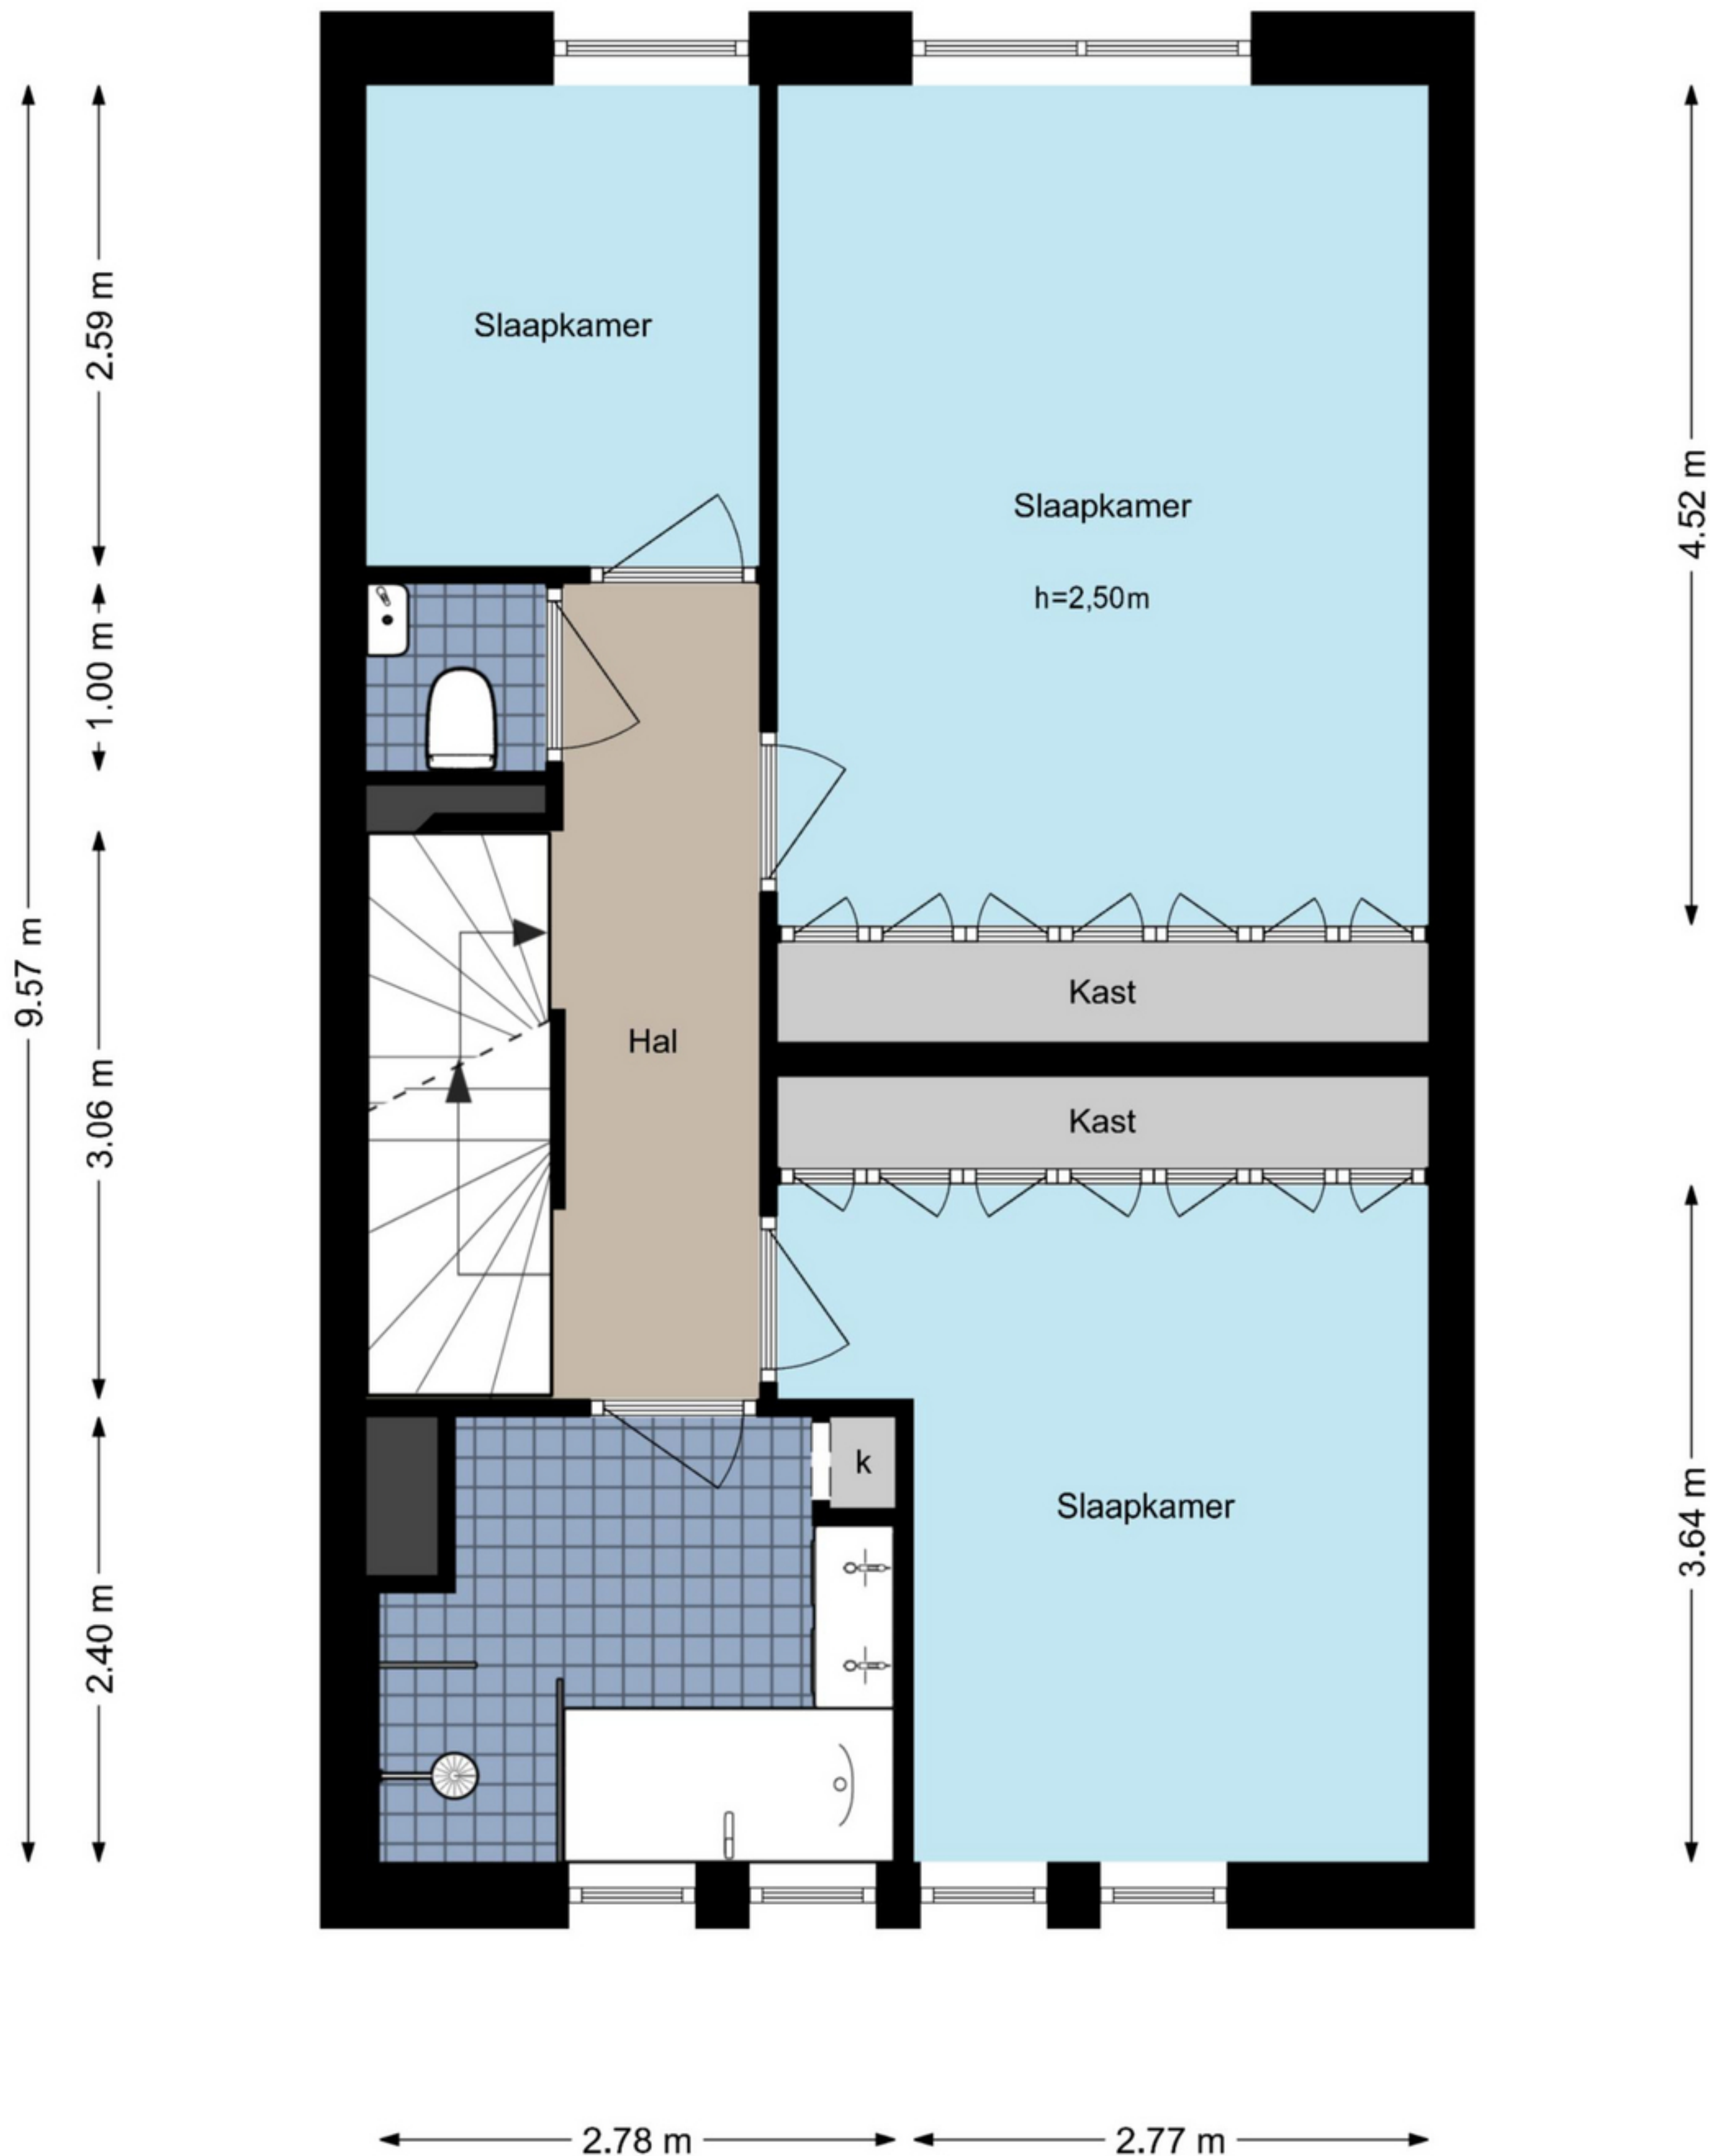 Slaapkamer
2.59 m
Slaapkamer
4.52 m
h=2,50m
1.00 m
9.57 m
Kast
Hal
3.06 m
Kast
k
Slaapkamer
3.64 m
2.40 m
2.78 m
2.77 m